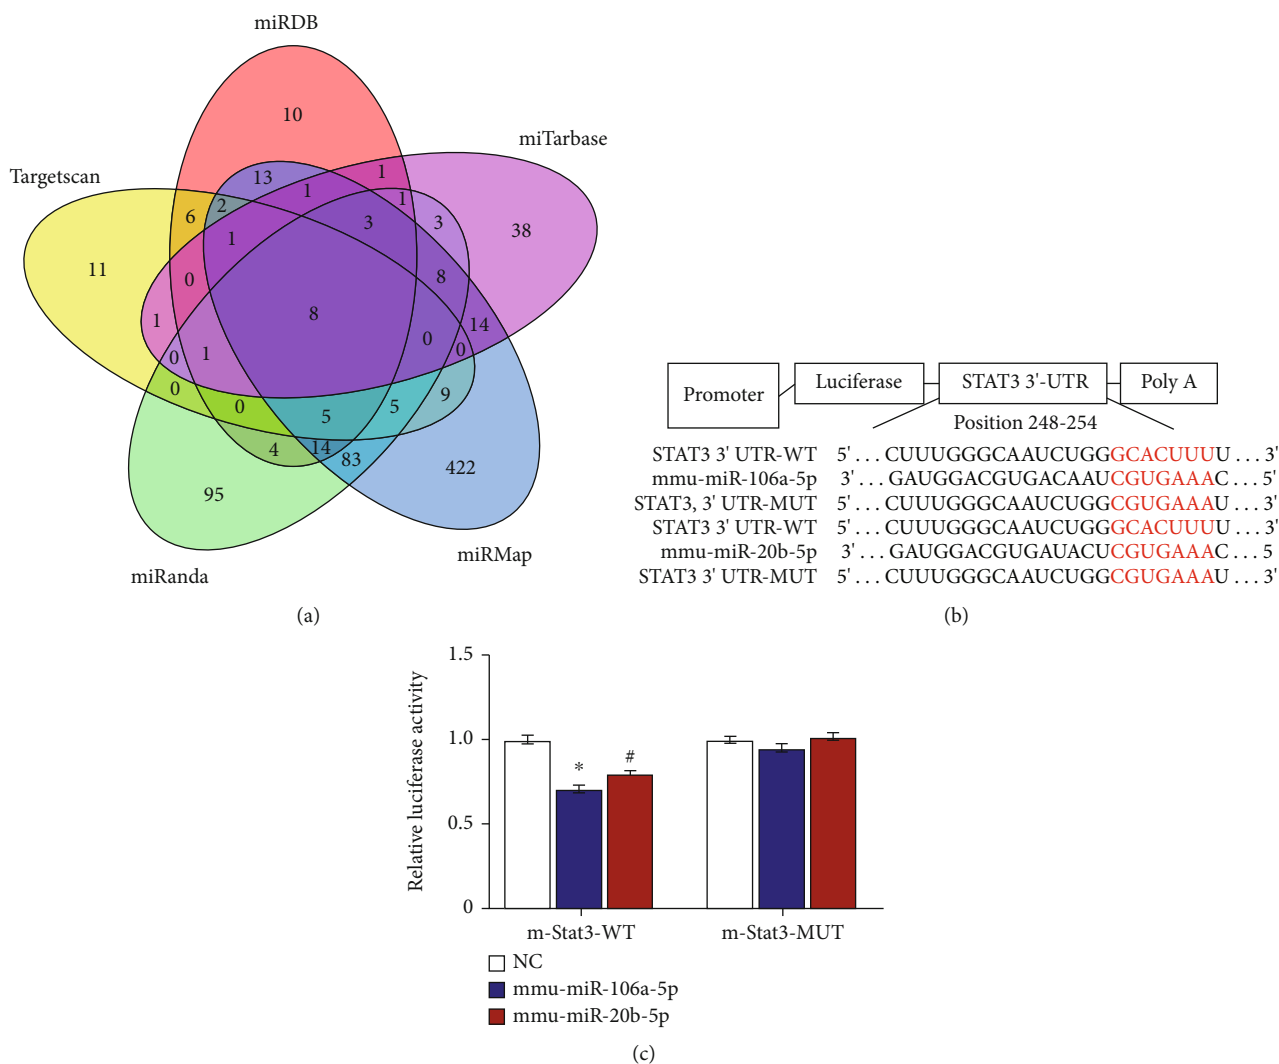 miRDB
miTarbase
Targetscan
miRanda
miRMap
10
13
1
1
1
3
3
38
6
2
1
11
0
8
8
1
14
0
0
0
1
0
0
5
5
9
4
14
83
422
95
(a)
Promoter
Luciferase
STAT3 3'-UTR
Poly A
Position 248-254
STAT3 3' UTR-WT 5' . . . CUUUGGGCAAUCUGGGCACUUUU . . . 3'
mmu-miR-106a-5p 3' . . . GAUGGACGUGACAAUCGUGAAAC . . . 5'
STAT3, 3' UTR-MUT 5' . . . CUUUGGGCAAUCUGGCGUGAAAU . . . 3'
STAT3 3' UTR-WT 5' . . . CUUUGGGCAAUCUGGGCACUUUU . . . 3'
mmu-miR-20b-5p 3' . . . GAUGGACGUGAUACUCGUGAAAC . . . 5
STAT3 3' UTR-MUT 5' . . . CUUUGGGCAAUCUGGCGUGAAAU . . . 3'
(b)
Relative luciferase activity
1.5
1.0
0.5
0
*
#
m-Stat3-WT
m-Stat3-MUT
NC
mmu-miR-106a-5p
mmu-miR-20b-5p
(c)